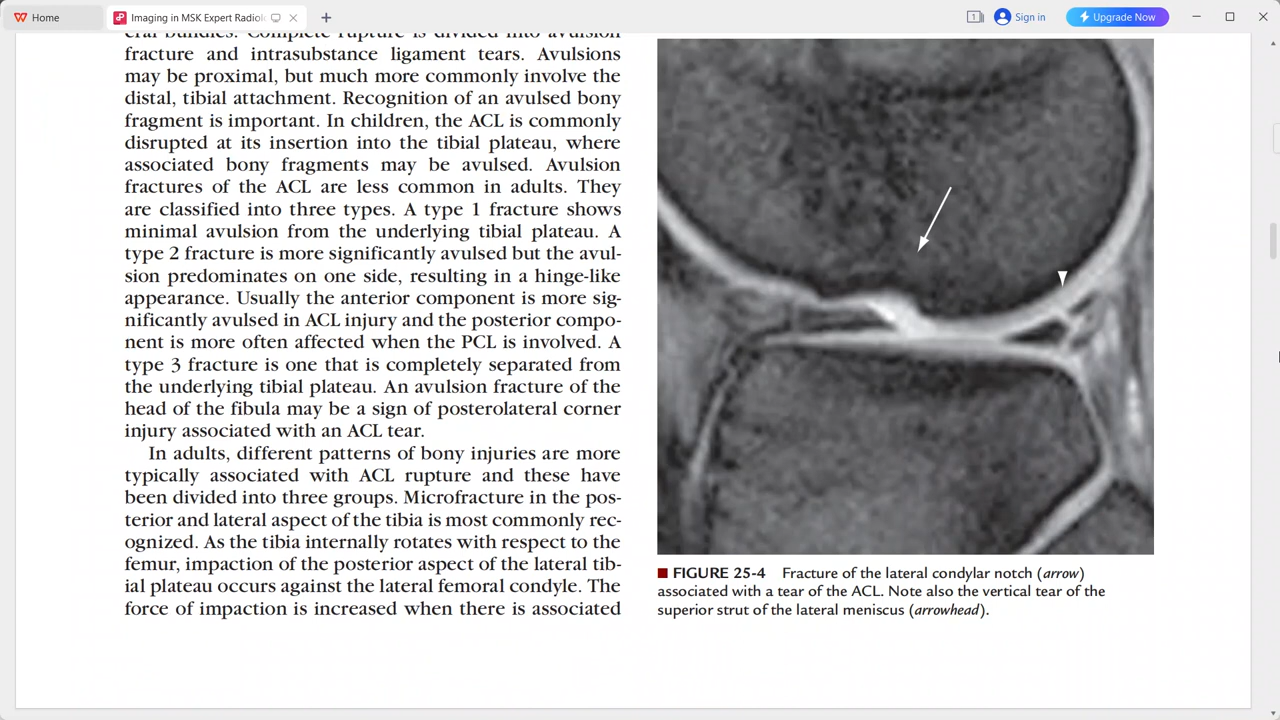 Home
Imaging in MSK Expert Radiol
Sign in
Upgrade Now
eral bundles. Complete rupture is divided into avulsion
fracture and intrasubstance ligament tears. Avulsions
may be proximal, but much more commonly involve the
distal, tibial attachment. Recognition of an avulsed bony
fragment is important. In children, the ACL is commonly
disrupted at its insertion into the tibial plateau, where
associated bony fragments may be avulsed. Avulsion
fractures of the ACL are less common in adults. They
are classified into three types. A type 1 fracture shows
minimal avulsion from the underlying tibial plateau. A
type 2 fracture is more significantly avulsed but the avul-
sion predominates on one side, resulting in a hinge-like
appearance. Usually the anterior component is more sig-
nificantly avulsed in ACL injury and the posterior compo-
nent is more often affected when the PCL is involved. A
type 3 fracture is one that is completely separated from
the underlying tibial plateau. An avulsion fracture of the
head of the fibula may be a sign of posterolateral corner
injury associated with an ACL tear.
In adults, different patterns of bony injuries are more
typically associated with ACL rupture and these have
been divided into three groups. Microfracture in the pos-
terior and lateral aspect of the tibia is most commonly rec-
ognized. As the tibia internally rotates with respect to the
femur, impaction of the posterior aspect of the lateral tib-
ial plateau occurs against the lateral femoral condyle. The
force of impaction is increased when there is associated
FIGURE 25-4 Fracture of the lateral condylar notch (arrow)
associated with a tear of the ACL. Note also the vertical tear of the
superior strut of the lateral meniscus (arrowhead).